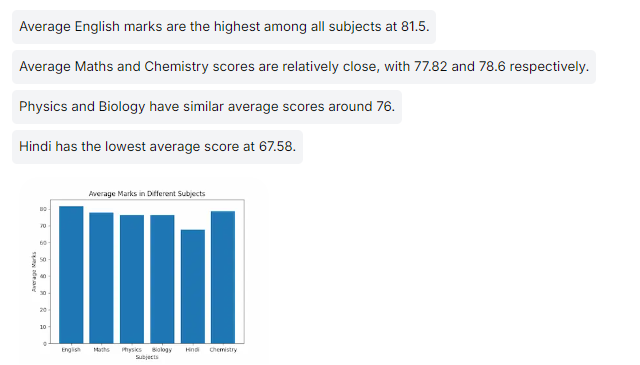 Average English marks are the highest among all subjects at 81.5.
Average Maths and Chemistry scores are relatively close, with 77.82 and 78.6 respectively.
Physics and Biology have similar average scores around 76.
Hindi has the lowest average score at 67.58.
Average Marks in Different Subjects
Average Marks
80
70
60
50
40
30
20
10
0
English Maths Physics Biology Hindi Chemistry
Subjects